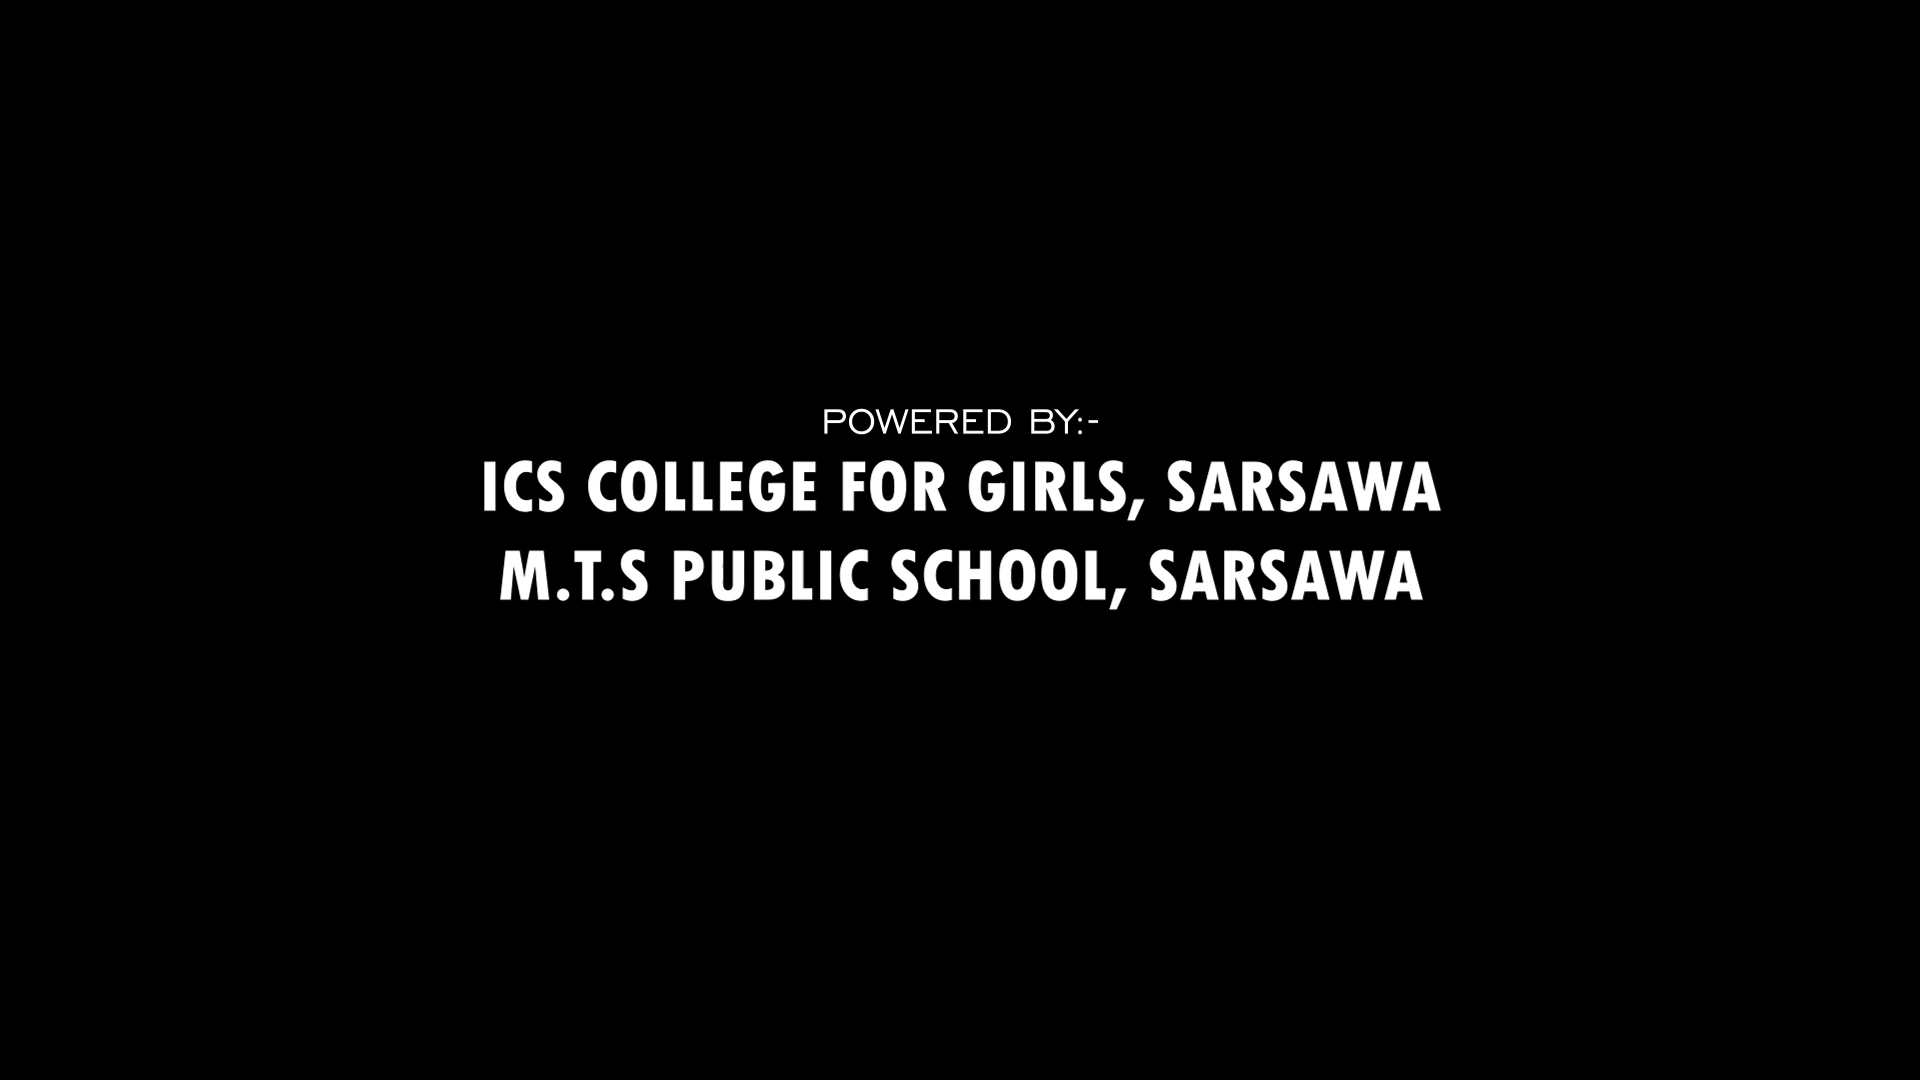 POWERED BY:-
ICS COLLEGE FOR GIRLS, SARSAWA
M.T.S PUBLIC SCHOOL, SARSAWA